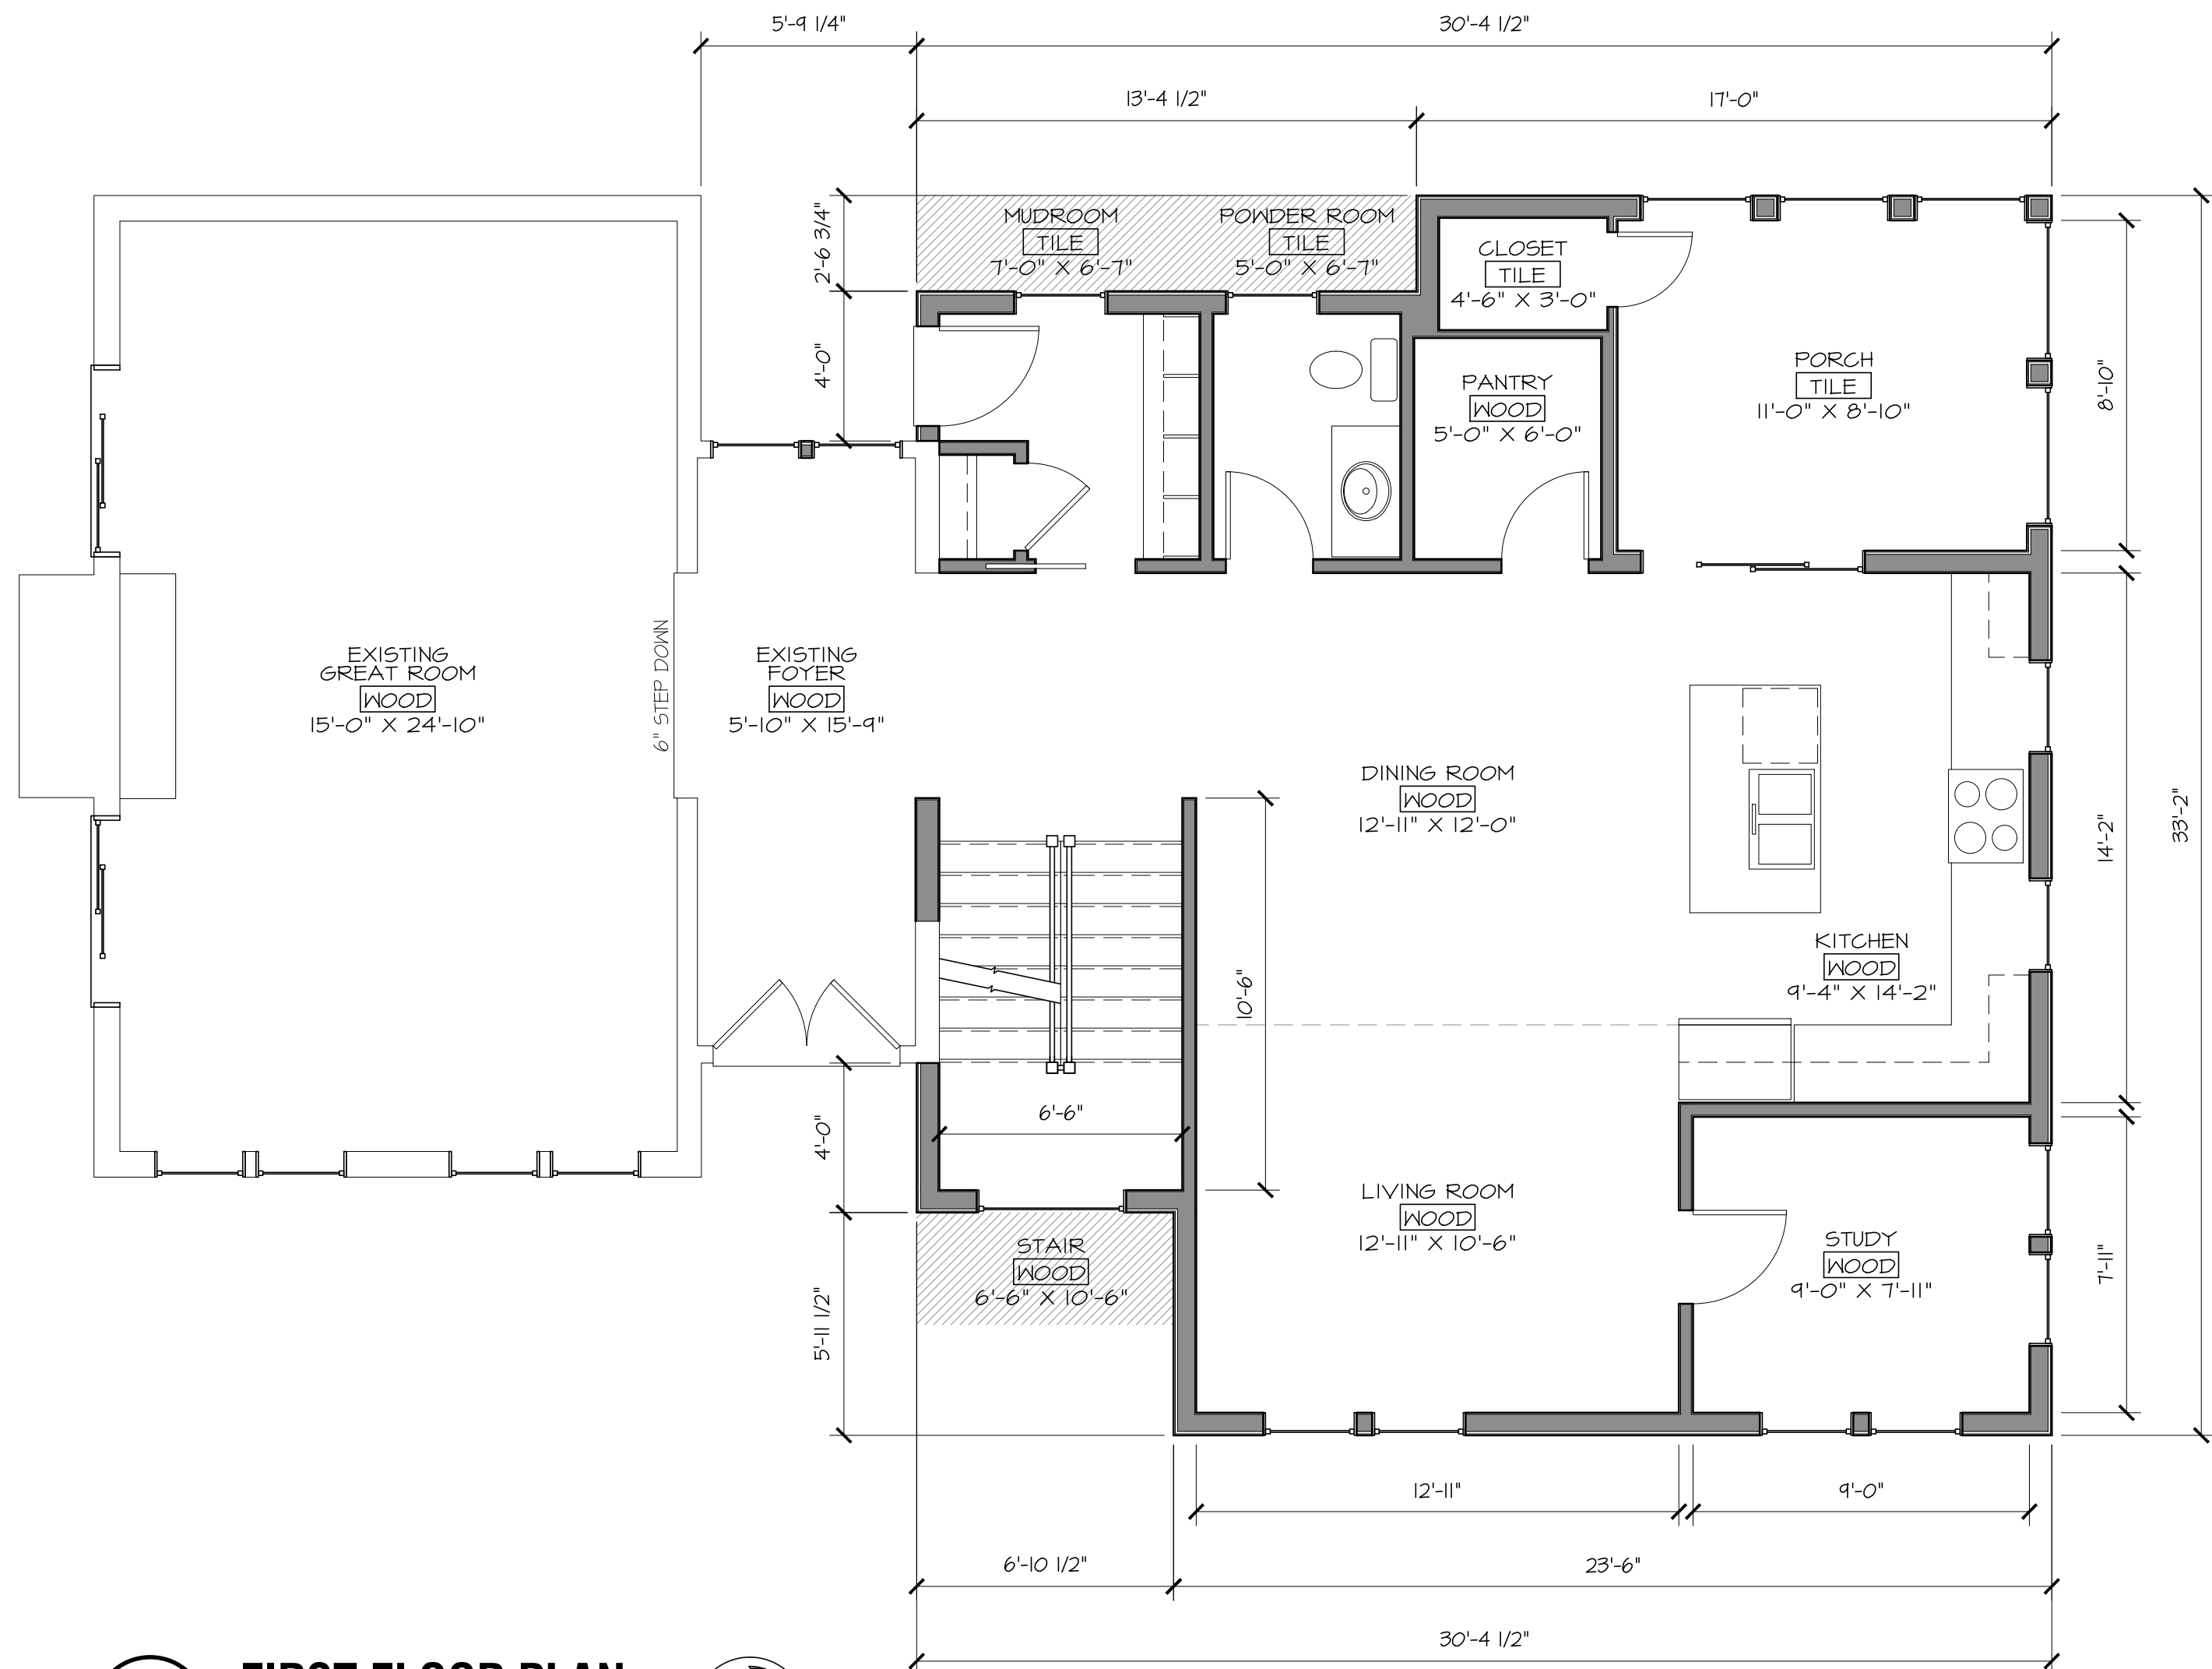 5'-9 1/4"
30'-4 1/2"
13'-4 1/2"
17'-0"
2'-6 3/4"
MUDROOM
TILE
7'-0" X 6'-7"
POWDER ROOM
TILE
5'-0" X 6'-7"
CLOSET
TILE
4'-6" X 3'-0"
4'-0"
PANTRY
WOOD
5'-0" X 6'-0"
PORCH
TILE
11'-0" X 8'-10"
8'-10"
EXISTING
GREAT ROOM
WOOD
15'-0" X 24'-10"
6" STEP DOWN
EXISTING
FOYER
WOOD
5'-10" X 15'-9"
DINING ROOM
WOOD
12'-11" X 12'-0"
14'-2"
33'-2"
KITCHEN
WOOD
9'-4" X 14'-2"
10'-6"
6'-6"
4'-0"
LIVING ROOM
WOOD
12'-11" X 10'-6"
STAIR
WOOD
6'-6" X 10'-6"
STUDY
WOOD
9'-0" X 7'-11"
7'-11"
5'-11 1/2"
12'-11"
9'-0"
6'-10 1/2"
23'-6"
30'-4 1/2"
FIRST FLOOR PLAN